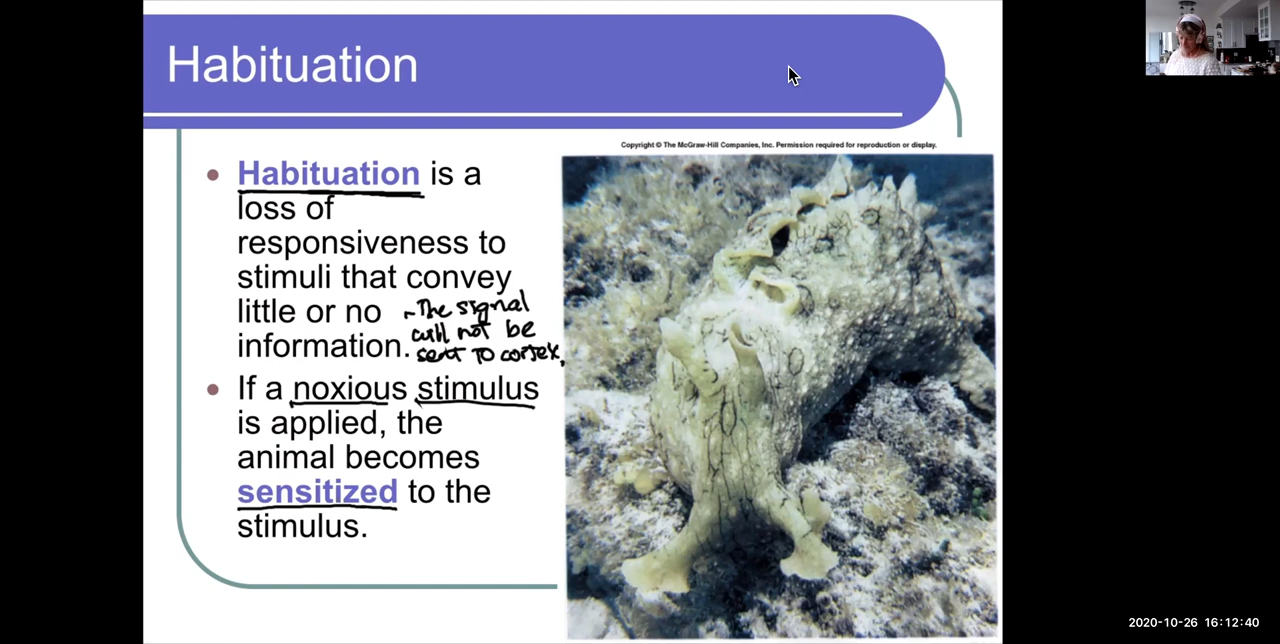 Habituation
Copyright © The McGraw-Hill Companies, Inc. Permission required for reproduction or display.
Habituation is a
loss of
responsiveness to
stimuli that convey
little or no
information.
- The signal
will not be
sent to cortex.
If a noxious stimulus
is applied, the
animal becomes
sensitized to the
stimulus.
2020-10-26 16:12:40